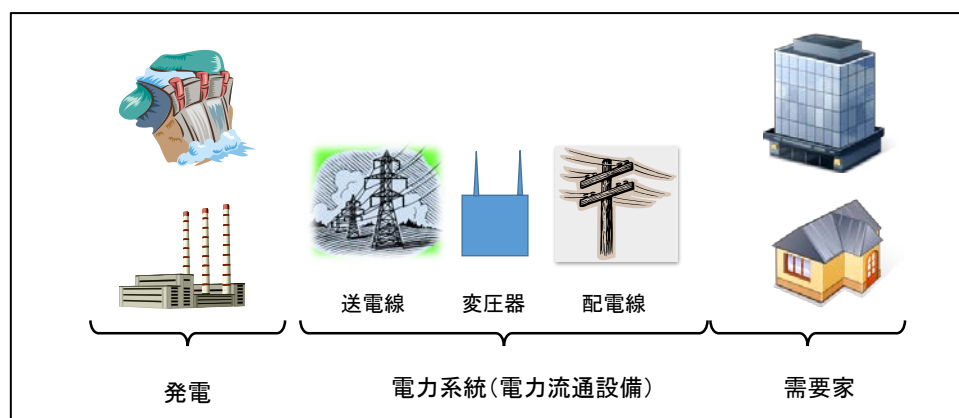 送電線
変圧器
配電線
発電
電力系統(電力流通設備)
需要家